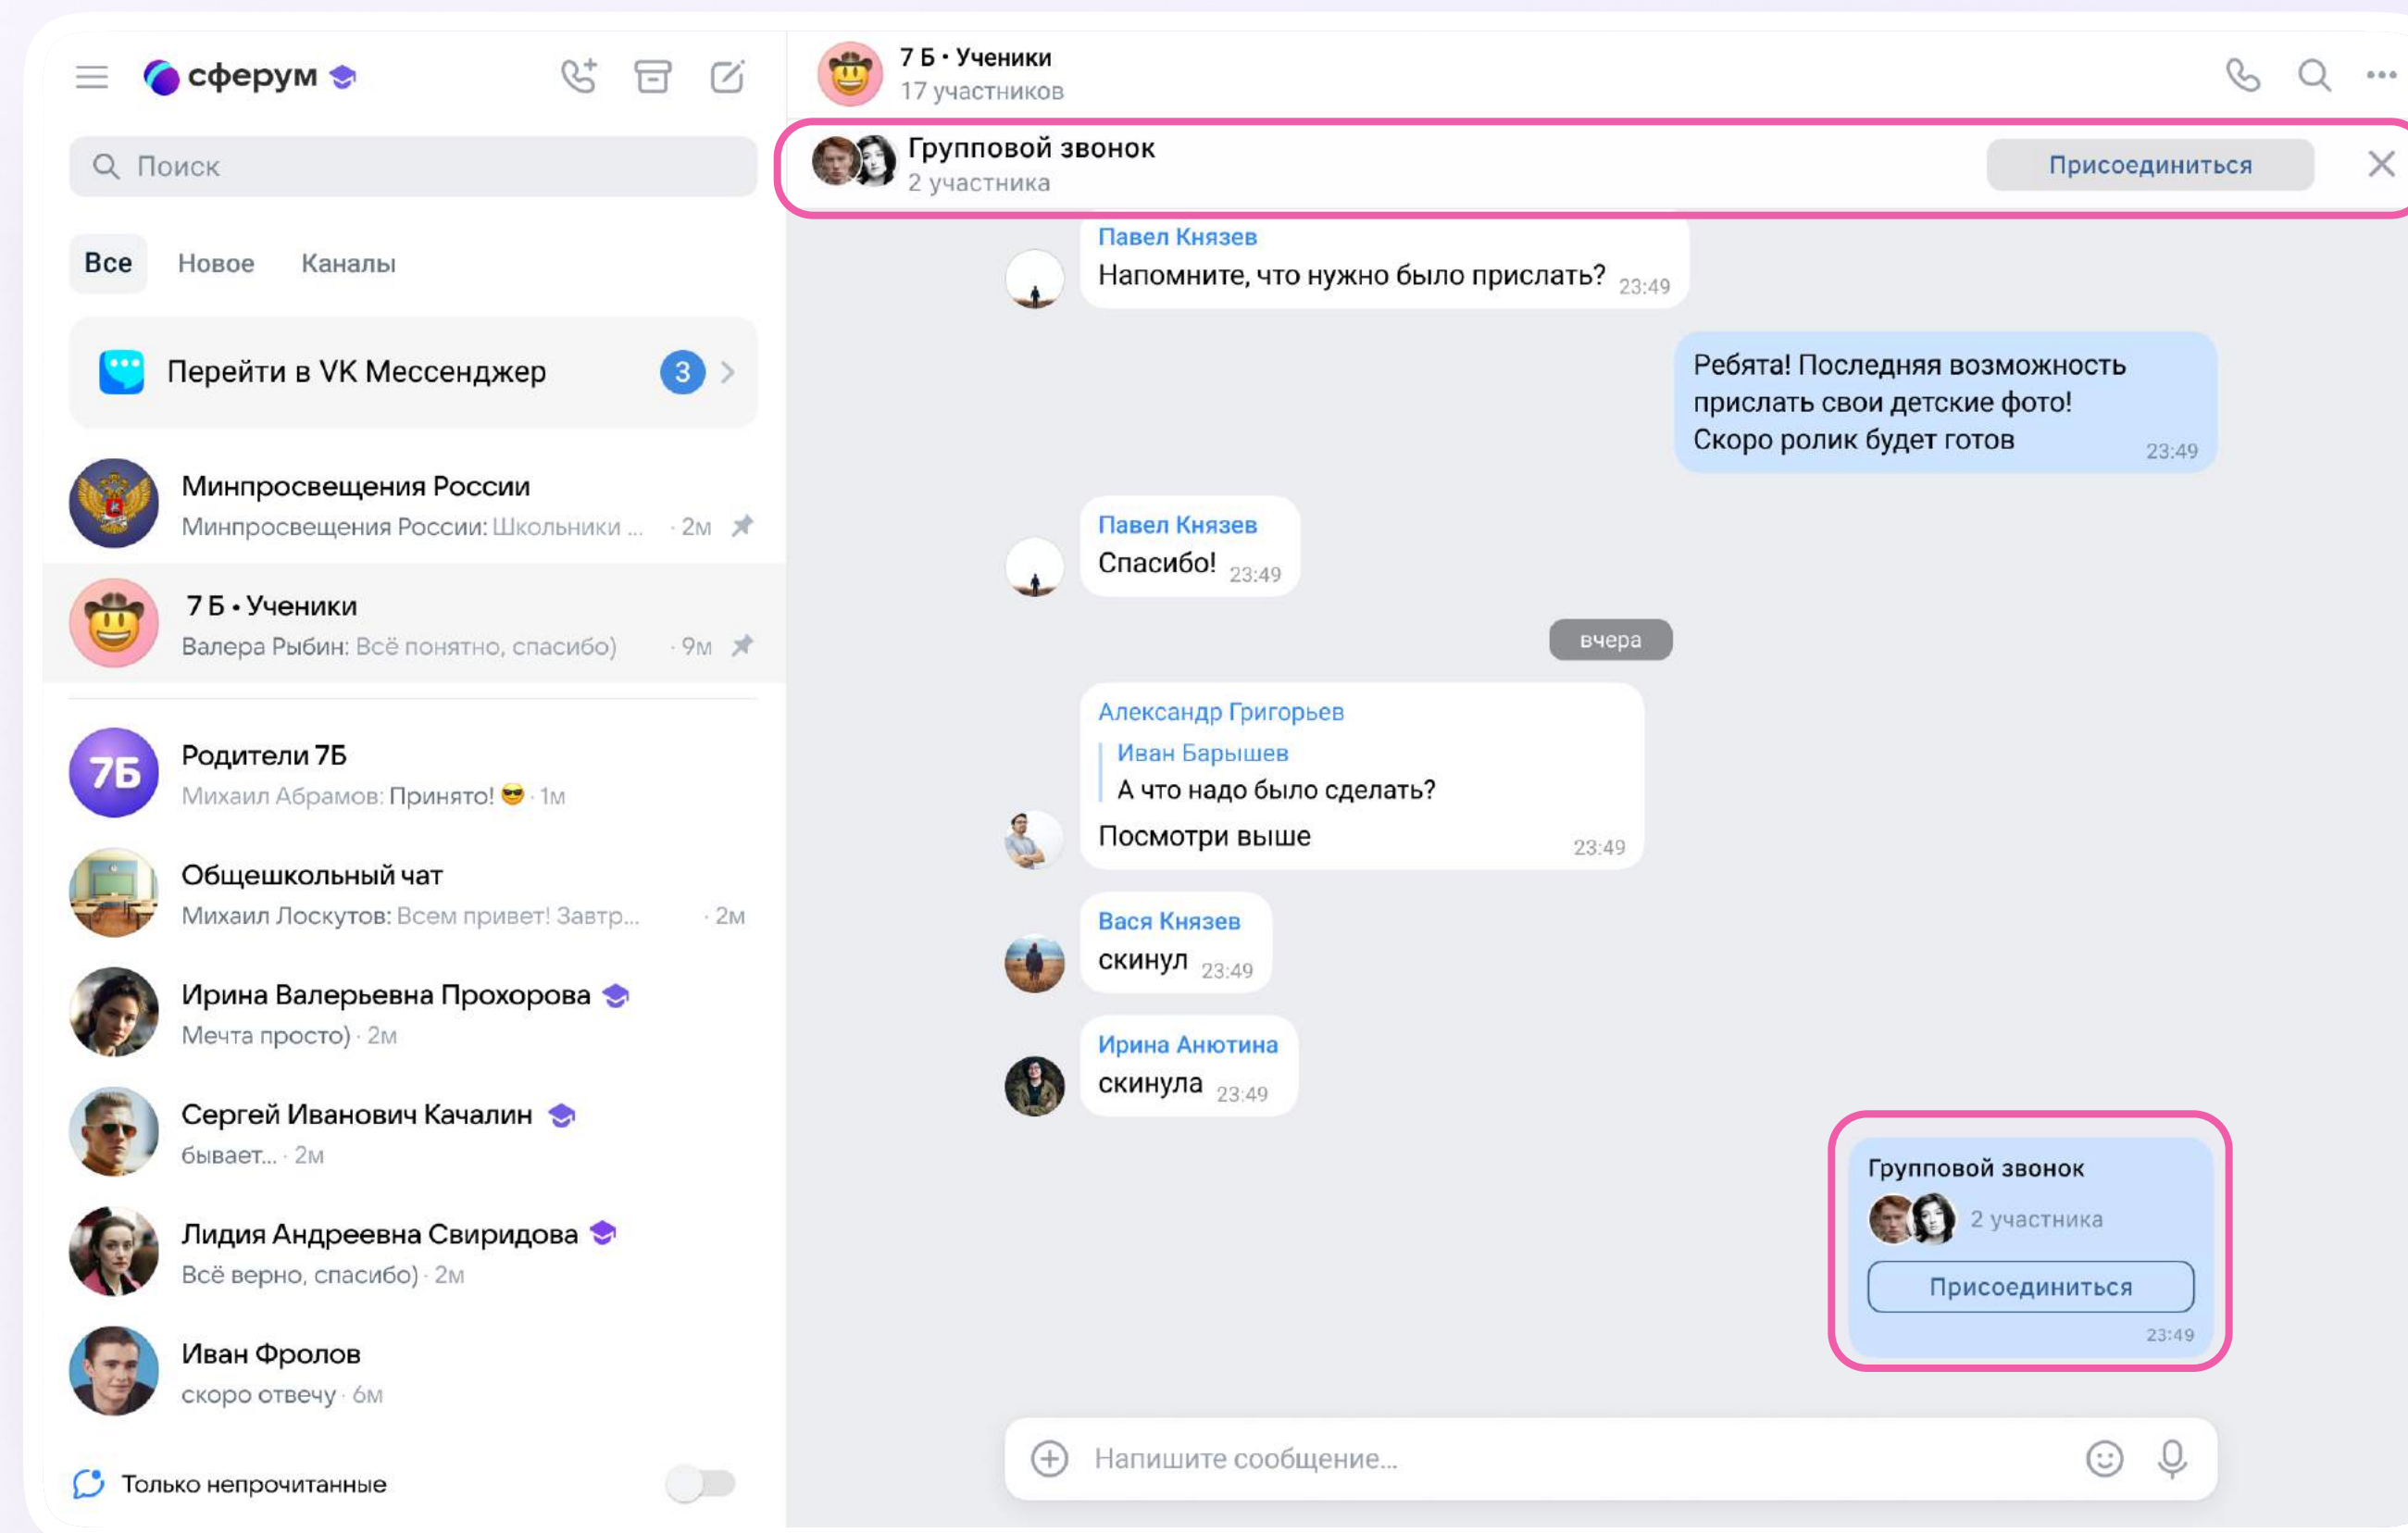 сферум
Поиск
Все Новое Каналы
Перейти в VK Мессенджер 3
Минпросвещения России
Минпросвещения России: Школьники ... · 2м
7 Б • Ученики
Валера Рыбин: Всё понятно, спасибо) · 9м
7Б
Родители 7Б
Михаил Абрамов: Принято! 😎 · 1м
Общешкольный чат
Михаил Лоскутов: Всем привет! Завтр... · 2м
Ирина Валерьевна Прохорова
Мечта просто) · 2м
Сергей Иванович Качалин
бывает... · 2м
Лидия Андреевна Свиридова
Всё верно, спасибо) · 2м
Иван Фролов
скоро отвечу · 6м
Только непрочитанные
7 Б • Ученики
17 участников
Групповой звонок
2 участника
Присоединиться
Павел Князев
Напомните, что нужно было прислать? 23:49
Ребята! Последняя возможность
прислать свои детские фото!
Скоро ролик будет готов 23:49
Павел Князев
Спасибо! 23:49
вчера
Александр Григорьев
Иван Барышев
А что надо было сделать?
Посмотри выше 23:49
Вася Князев
скинул 23:49
Ирина Анютина
скинула 23:49
Групповой звонок
2 участника
Присоединиться
23:49
Напишите сообщение...